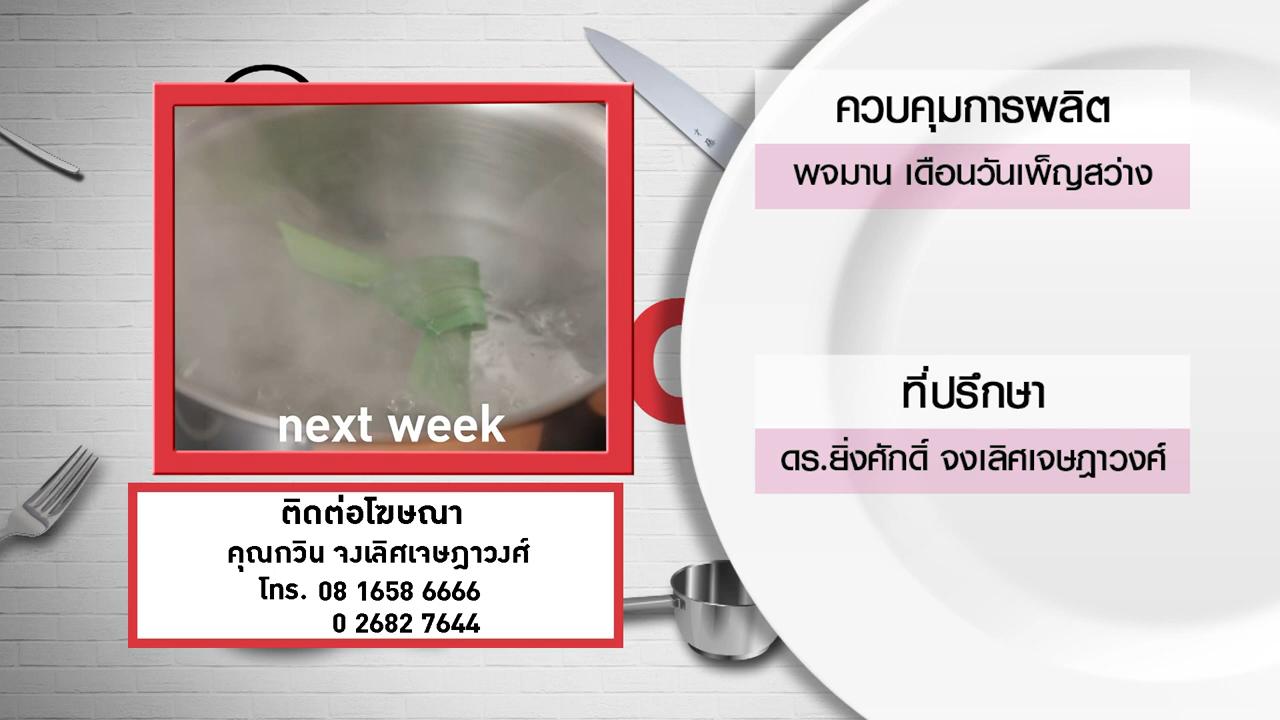 next week
ติดต่อโฆษณา
คุณกวิน จงเลิศเจษฎาวงศ์
โทร. 08 1658 6666
0 2682 7644
ควบคุมการผลิต
พจมาน เดือนวันเพ็ญสว่าง
ที่ปรึกษา
ดร.ยิ่งศักดิ์ จงเลิศเจษฎาวงศ์